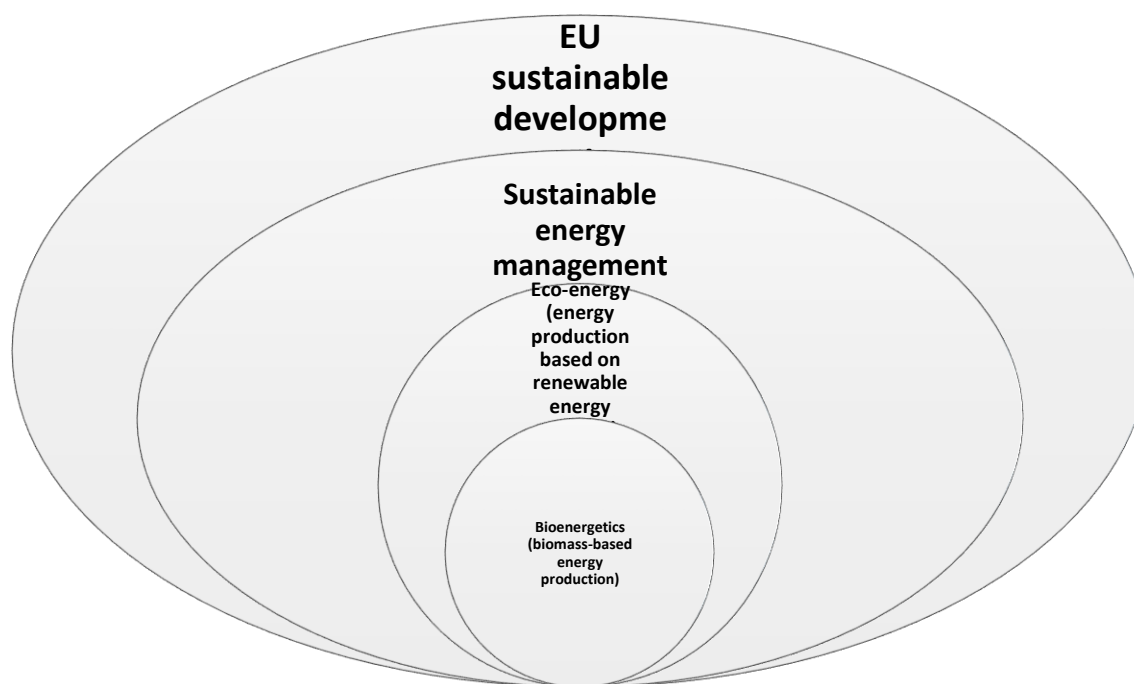 EU
sustainable
developme
Sustainable
energy
management
Eco-energy
(energy
production
based on
renewable
energy
Bioenergetics
(biomass-based
energy
production)